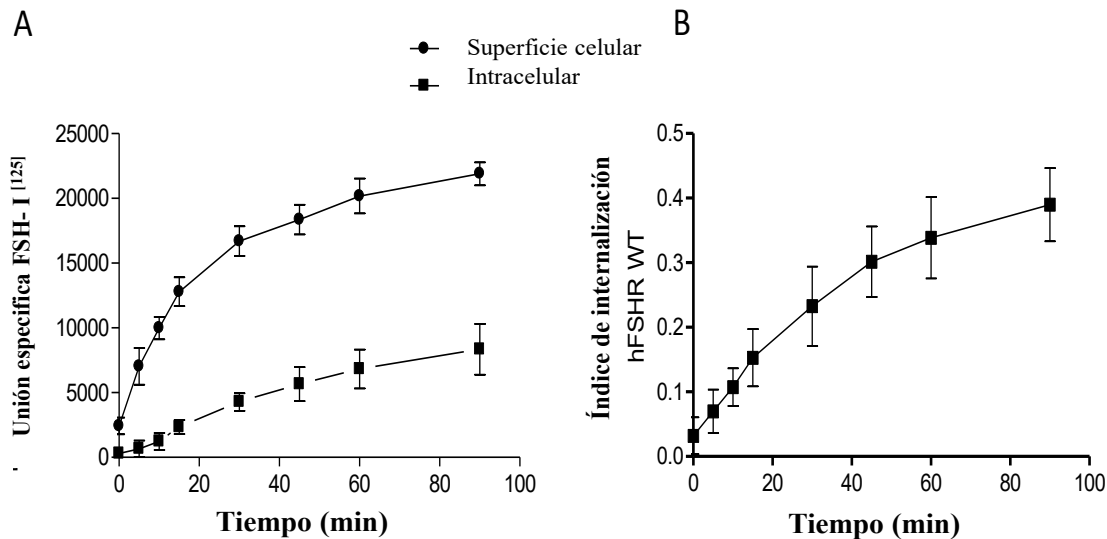 A
B
Superficie celular
Intracelular
Unión especifica FSH- I [125]
25000
20000
15000
10000
5000
0
0 20 40 60 80 100
Tiempo (min)
Índice de internalización
hFSHR WT
0.5
0.4
0.3
0.2
0.1
0.0
0 20 40 60 80 100
Tiempo (min)